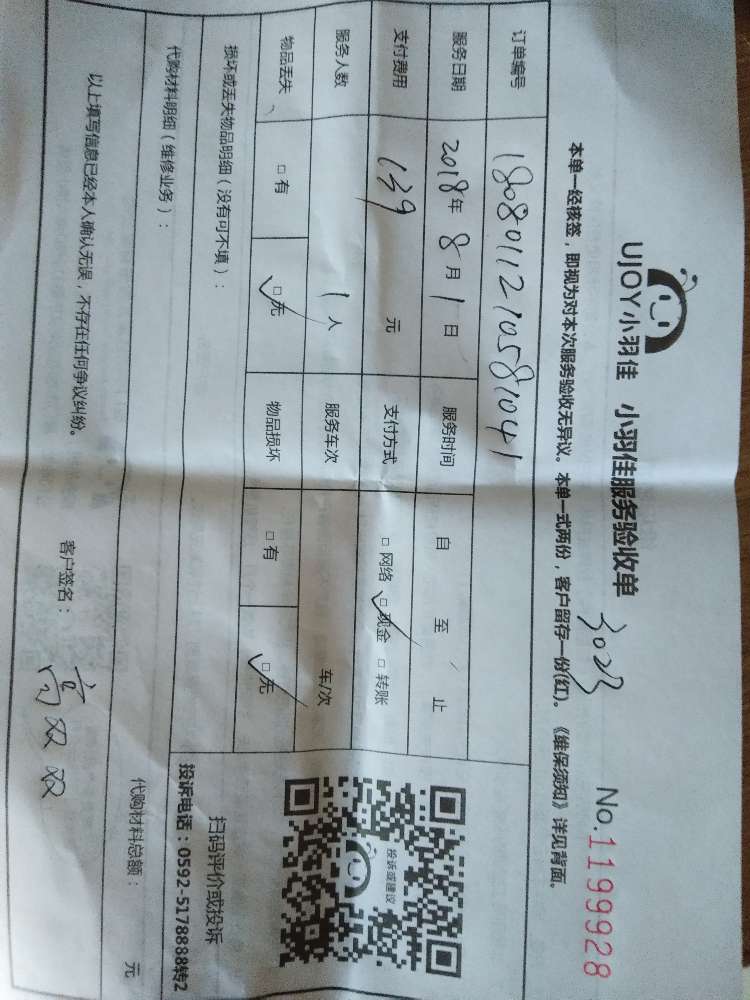 UJOY小羽佳 小羽佳服务验收单 3023 No.1199928
本单一经核签，即视为对本次服务验收无异议。本单一式两份，客户留存一份(红)。《维保须知》详见背面。
订单编号 1808011210581041
服务日期 2018年 8月 1日 服务时间 自 至 止
支付费用 139 元 支付方式 □ 网络 □ 现金 □ 转账
服务人数 1人 服务车次 车/次
物品丢失 □ 有 □ 无 物品损坏 □ 有 □ 无
损坏或丢失物品明细（没有可不填）：
投诉或建议
扫码评价或投诉
投诉电话：0592-5178888转2
代购材料明细（维修业务）： 代购材料总额： 元
以上填写信息已经本人确认无误，不存在任何争议纠纷。 客户签名： 高双双